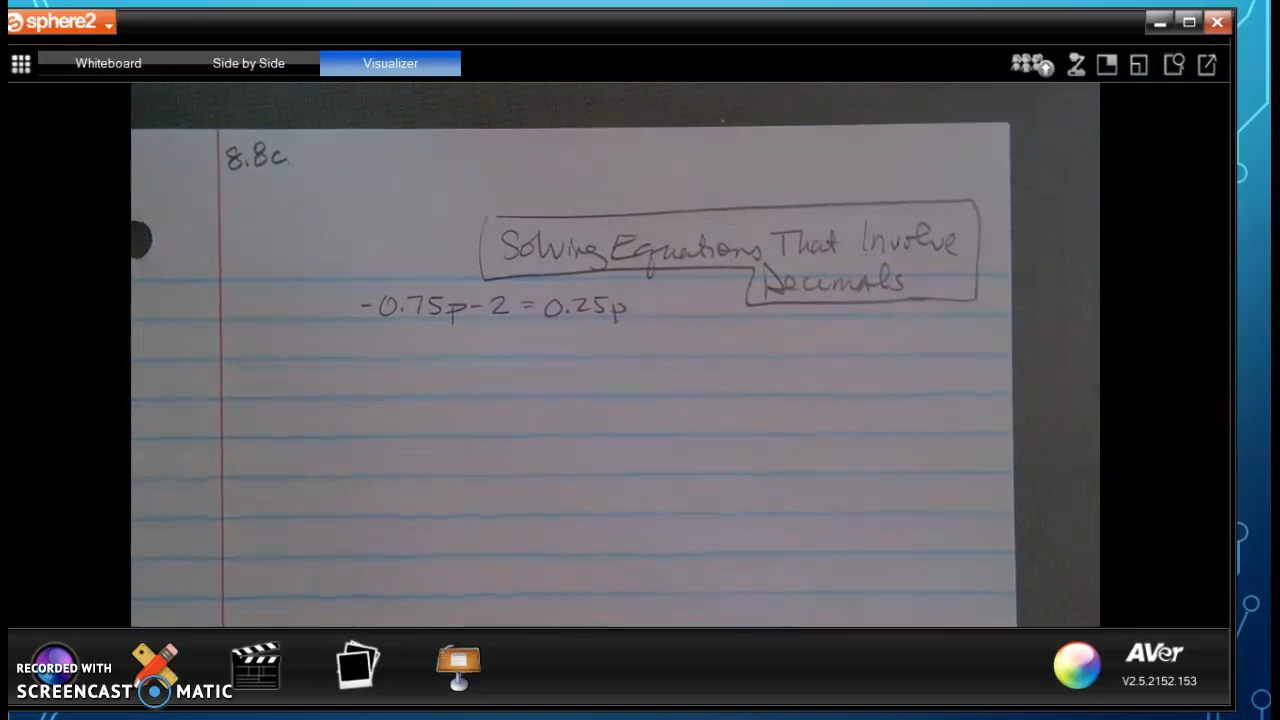 sphere2
Whiteboard
Side by Side
Visualizer
8.8c
Solving Equations That Involve
Decimals
-0.75p - 2 = 0.25p
RECORDED WITH
SCREENCAST MATIC
AVer
V2.5.2152.153